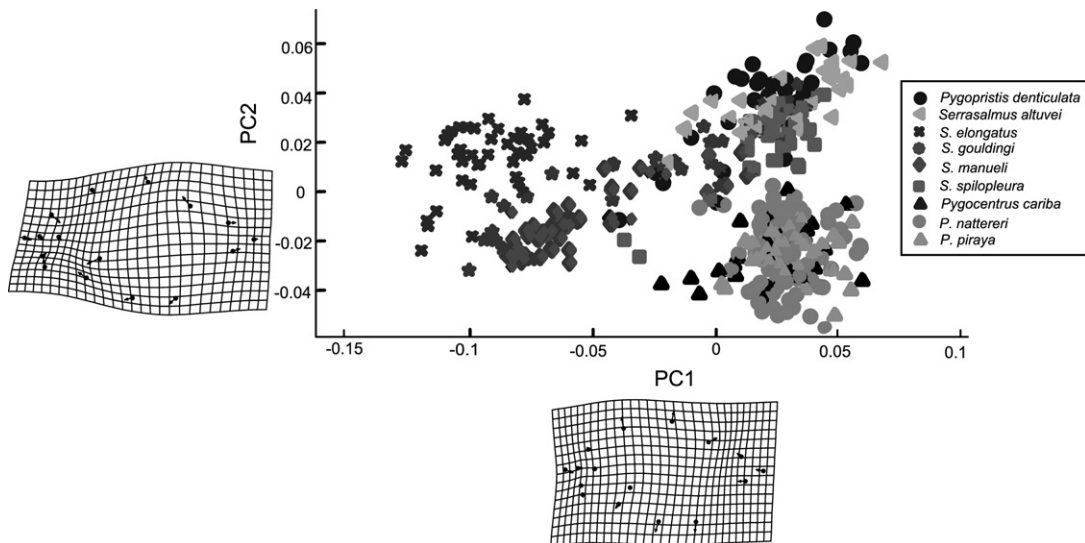 PC2
0.06
0.04
0.02
0
-0.02
-0.04
-0.15
-0.1
-0.05
0
0.05
0.1
PC1
Pygopristis denticulata
Serrasalmus altuvei
S. elongatus
S. gouldingi
S. manueli
S. spilopleura
Pygocentrus cariba
P. nattereri
P. piraya